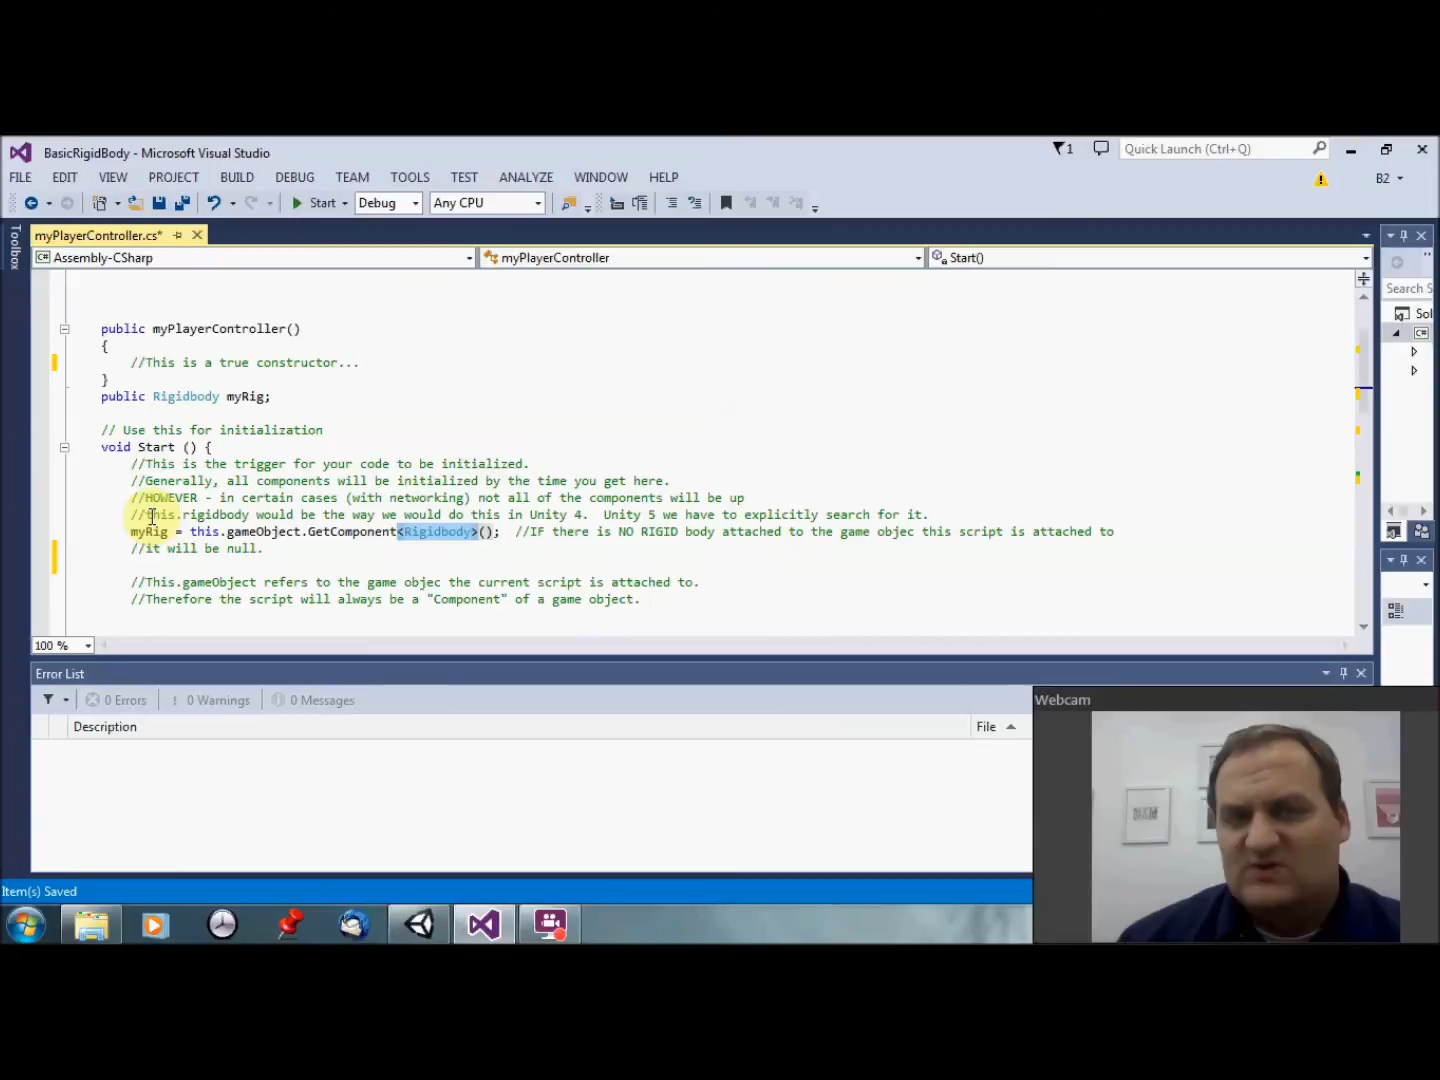 BasicRigidBody - Microsoft Visual Studio
1
Quick Launch (Ctrl+Q)
FILE EDIT VIEW PROJECT BUILD DEBUG TEAM TOOLS TEST ANALYZE WINDOW HELP
B2
Start Debug Any CPU
Toolbox
myPlayerController.cs*
C# Assembly-CSharp myPlayerController Start()
Search S
Sol
C#
public myPlayerController()
{
//This is a true constructor...
}
public Rigidbody myRig;
// Use this for initialization
void Start () {
//This is the trigger for your code to be initialized.
//Generally, all components will be initialized by the time you get here.
//HOWEVER - in certain cases (with networking) not all of the components will be up
//this.rigidbody would be the way we would do this in Unity 4.  Unity 5 we have to explicitly search for it.
myRig = this.gameObject.GetComponent<Rigidbody>();  //IF there is NO RIGID body attached to the game objec this script is attached to
//it will be null.
//This.gameObject refers to the game objec the current script is attached to.
//Therefore the script will always be a "Component" of a game object.
100 %
Error List
0 Errors ! 0 Warnings 0 Messages
Description File
Webcam
Item(s) Saved